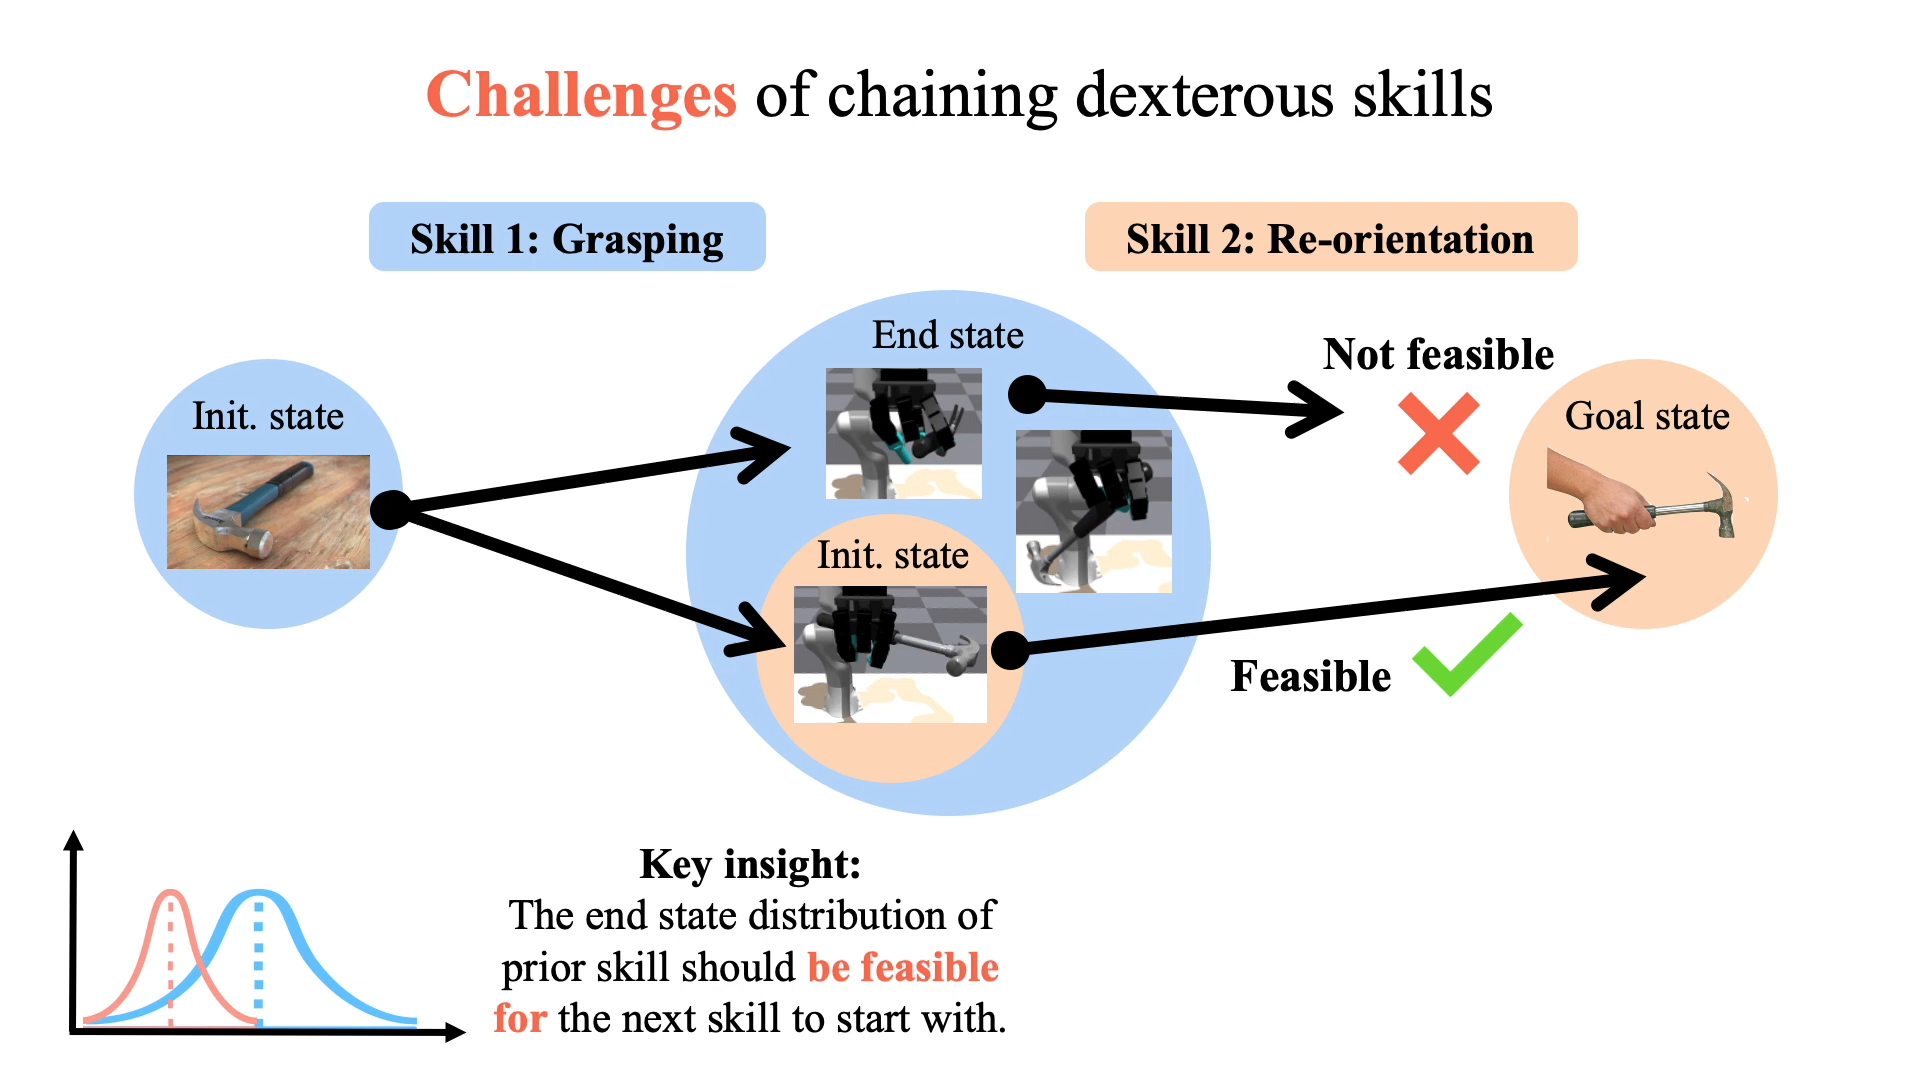 Challenges of chaining dexterous skills
Skill 1: Grasping
Skill 2: Re-orientation
Init. state
End state
Init. state
Not feasible
Goal state
Feasible
Key insight:
The end state distribution of
prior skill should be feasible
for the next skill to start with.